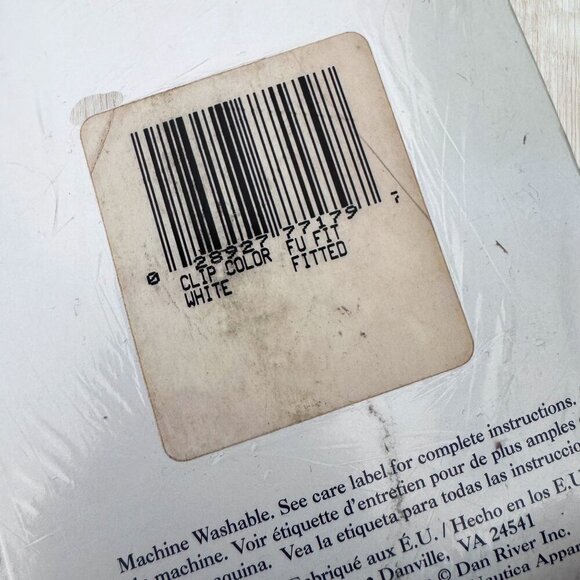 0 28927 77179 7
CLIP COLOR FU FIT
WHITE FITTED
Machine Washable. See care label for complete instructions.
machine. Voir étiquette d'entretien pour de plus amples
quina. Vea la etiqueta para todas las
Fabriqué aux É.U. / Hecho en los E.U.
Danville, VA 24541
© Dan River Inc.